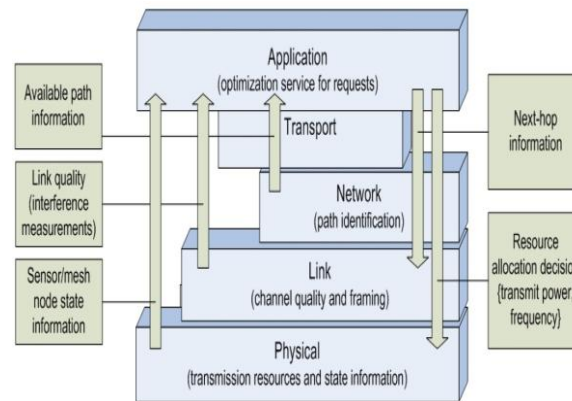 Application
(optimization service for requests)
Available path
information
Transport
Next-hop
information
Network
(path identification)
Link quality
(interference
measurements)
Link
(channel quality and framing)
Resource
allocation decision
{transmit power,
frequency}
Sensor/mesh
node state
information
Physical
(transmission resources and state information)